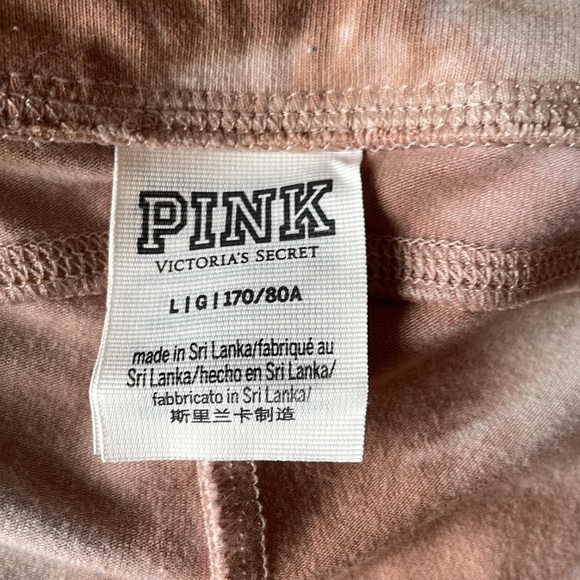 PINK
VICTORIA'S SECRET
L|G|170/80A
made in Sri Lanka/fabriqué au
Sri Lanka/hecho en Sri Lanka/
fabbricato in Sri Lanka/
斯里兰卡制造